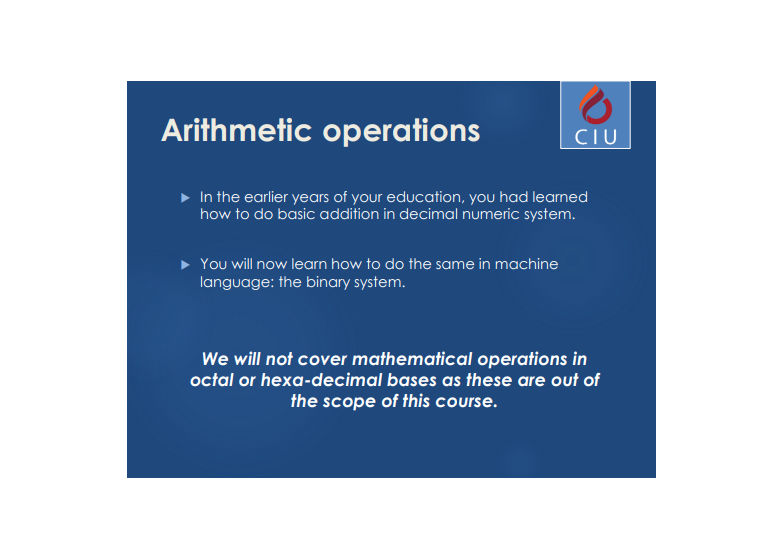 Arithmetic operations
CIU
In the earlier years of your education, you had learned
how to do basic addition in decimal numeric system.
You will now learn how to do the same in machine
language: the binary system.
We will not cover mathematical operations in
octal or hexa-decimal bases as these are out of
the scope of this course.